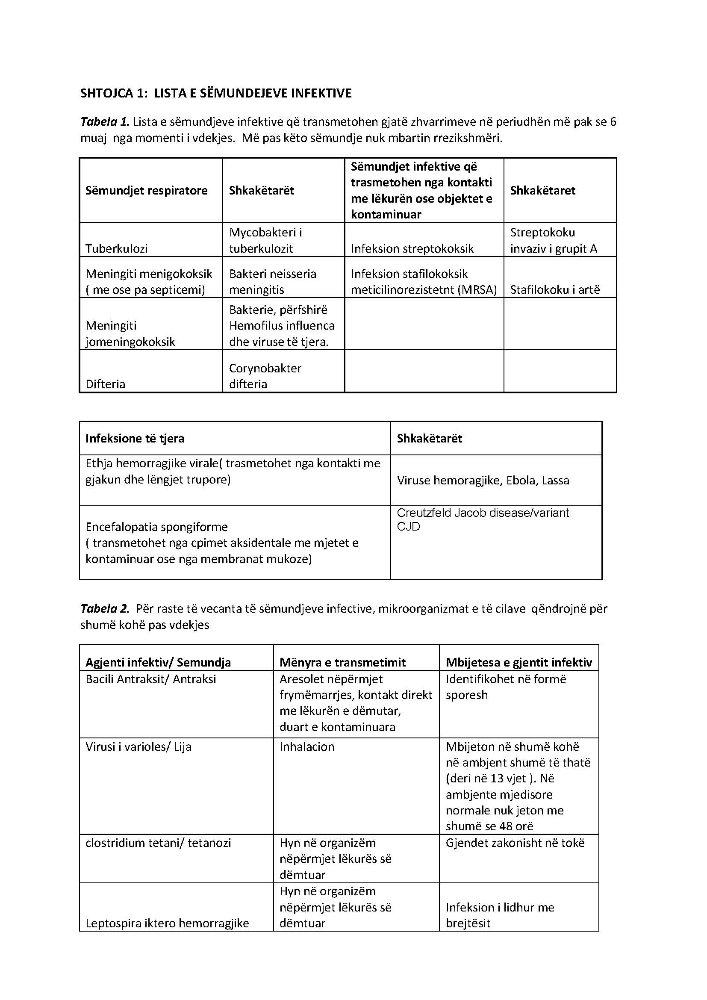 SHTOJCA 1:  LISTA E SËMUNDEJEVE INFEKTIVE
Tabela 1. Lista e sëmundjeve infektive që transmetohen gjatë zhvarrimeve në periudhën më pak se 6
muaj  nga momenti i vdekjes.  Më pas këto sëmundje nuk mbartin rrezikshmëri.
Sëmundjet respiratore
Shkakëtarët
Sëmundjet infektive që
trasmetohen nga kontakti
me lëkurën ose objektet e
kontaminuar
Shkakëtaret
Tuberkulozi
Mycobakteri i
tuberkulozit
Infeksion streptokoksik
Streptokoku
invaziv i grupit A
Meningiti menigokoksik
( me ose pa septicemi)
Bakteri neisseria
meningitis
Infeksion stafilokoksik
meticilinorezistetnt (MRSA)
Stafilokoku i artë
Meningiti
jomeningokoksik
Bakterie, përfshirë
Hemofilus influenca
dhe viruse të tjera.
Difteria
Corynobakter
difteria
Infeksione të tjera
Shkakëtarët
Ethja hemorragjike virale( trasmetohet nga kontakti me
gjakun dhe lëngjet trupore)
Viruse hemoragjike, Ebola, Lassa
Encefalopatia spongiforme
( transmetohet nga cpimet aksidentale me mjetet e
kontaminuar ose nga membranat mukoze)
Creutzfeld Jacob disease/variant
CJD
Tabela 2.  Për raste të vecanta të sëmundjeve infective, mikroorganizmat e të cilave  qëndrojnë për
shumë kohë pas vdekjes
Agjenti infektiv/ Semundja
Mënyra e transmetimit
Mbijetesa e gjentit infektiv
Bacili Antraksit/ Antraksi
Aresolet nëpërmjet
frymëmarrjes, kontakt direkt
me lëkurën e dëmutar,
duart e kontaminuara
Identifikohet në formë
sporesh
Virusi i varioles/ Lija
Inhalacion
Mbijeton në shumë kohë
në ambjent shumë të thatë
(deri në 13 vjet ). Në
ambjente mjedisore
normale nuk jeton me
shumë se 48 orë
clostridium tetani/ tetanozi
Hyn në organizëm
nëpërmjet lëkurës së
dëmtuar
Gjendet zakonisht në tokë
Leptospira iktero hemorragjike
Hyn në organizëm
nëpërmjet lëkurës së
dëmtuar
Infeksion i lidhur me
brejtësit